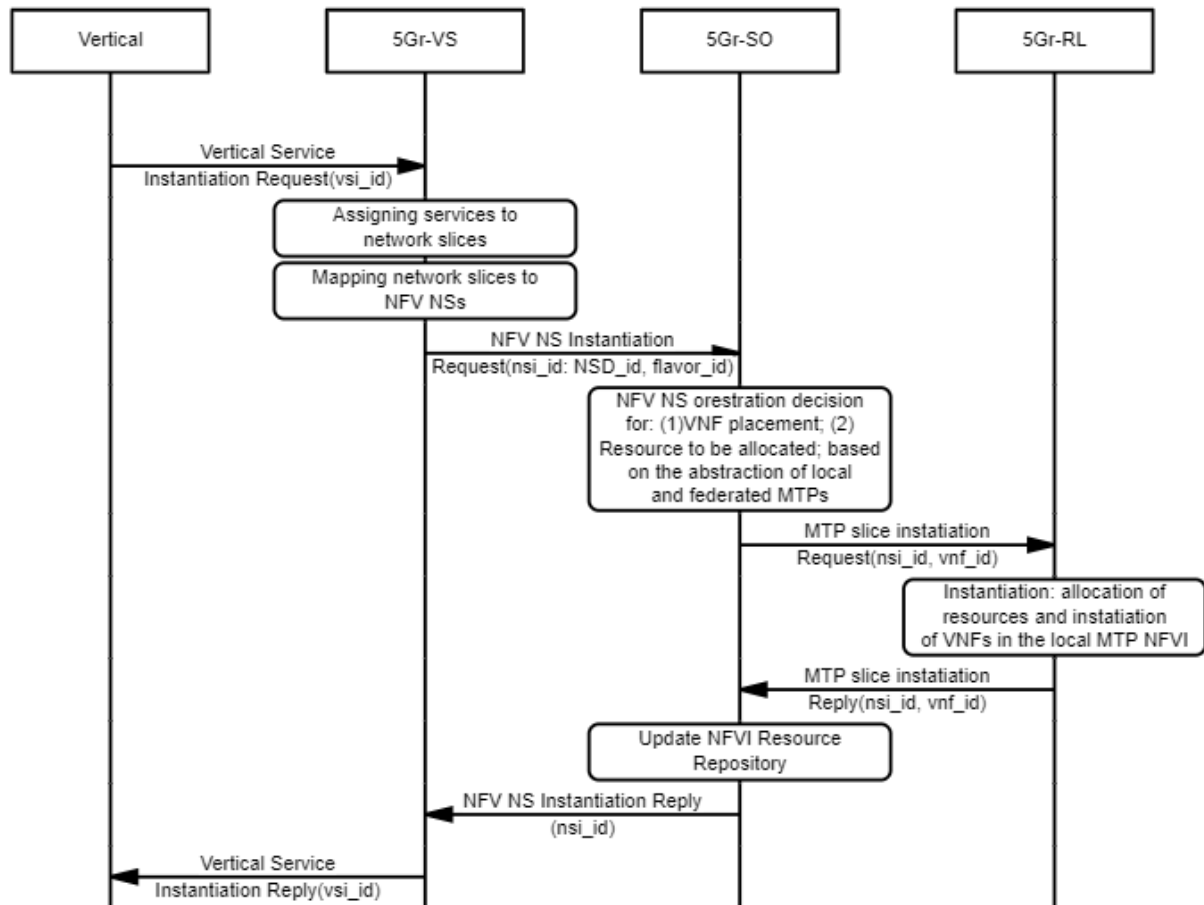 Vertical
5Gr-VS
5Gr-SO
5Gr-RL
Vertical Service
Instantiation Request(vsi_id)
Assigning services to
network slices
Mapping network slices to
NFV NSs
NFV NS Instantiation
Request(nsi_id: NSD_id, flavor_id)
NFV NS orestration decision
for: (1)VNF placement; (2)
Resource to be allocated; based
on the abstraction of local
and federated MTPs
MTP slice instatiation
Request(nsi_id, vnf_id)
Instantiation: allocation of
resources and instatiation
of VNFs in the local MTP NFVI
MTP slice instatiation
Reply(nsi_id, vnf_id)
Update NFVI Resource
Repository
NFV NS Instantiation Reply
(nsi_id)
Vertical Service
Instantiation Reply(vsi_id)